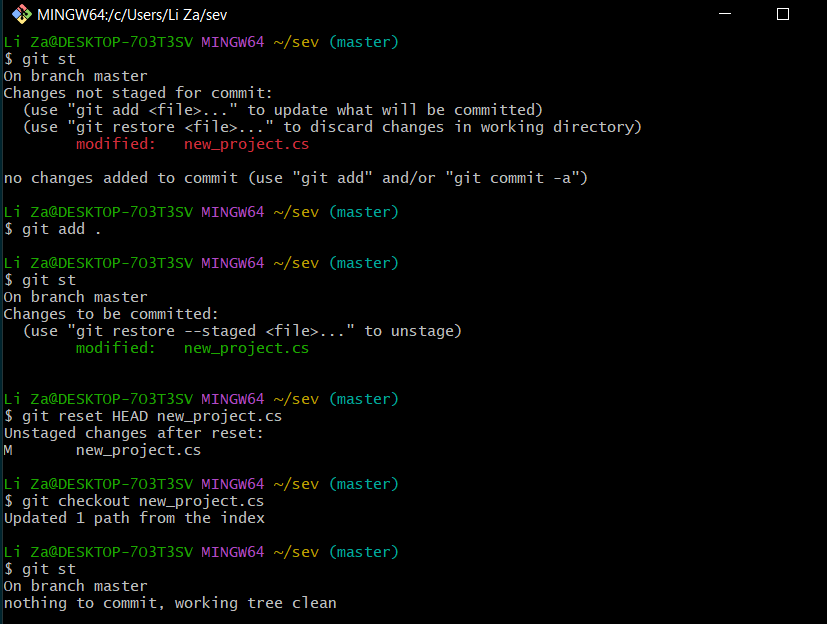 MINGW64:/c/Users/Li Za/sev
Li Za@DESKTOP-7O3T3SV MINGW64 ~/sev (master)
$ git st
On branch master
Changes not staged for commit:
  (use "git add <file>..." to update what will be committed)
  (use "git restore <file>..." to discard changes in working directory)
        modified:   new_project.cs

no changes added to commit (use "git add" and/or "git commit -a")

Li Za@DESKTOP-7O3T3SV MINGW64 ~/sev (master)
$ git add .

Li Za@DESKTOP-7O3T3SV MINGW64 ~/sev (master)
$ git st
On branch master
Changes to be committed:
  (use "git restore --staged <file>..." to unstage)
        modified:   new_project.cs

Li Za@DESKTOP-7O3T3SV MINGW64 ~/sev (master)
$ git reset HEAD new_project.cs
Unstaged changes after reset:
M       new_project.cs

Li Za@DESKTOP-7O3T3SV MINGW64 ~/sev (master)
$ git checkout new_project.cs
Updated 1 path from the index

Li Za@DESKTOP-7O3T3SV MINGW64 ~/sev (master)
$ git st
On branch master
nothing to commit, working tree clean